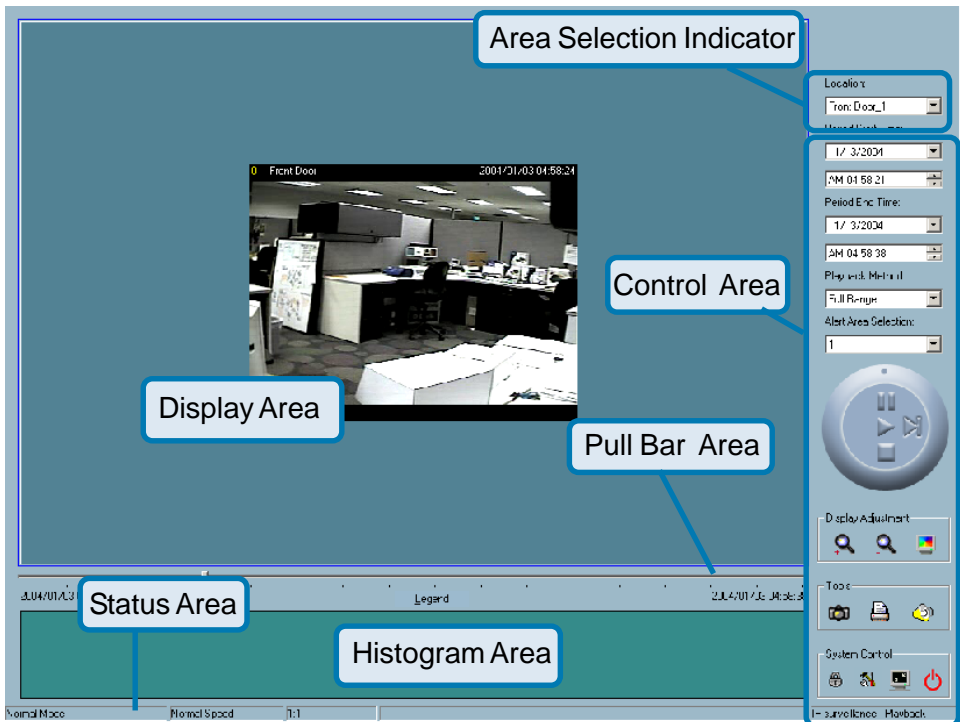 Area Selection Indicator
Location:
Front Door_1
1/ 3/2004
0 Front Door 2004/01/03 04:58:24
AM 04:58:21
Period End Time:
1/ 3/2004
AM 04:58:38
Control Area
Playback Method
Full Range
Alert Area Selection:
1
Display Area
Pull Bar Area
Display Adjustment
Legend
Tools
Status Area
Histogram Area
System Control
Normal Mode Normal Speed 1:1
Playback